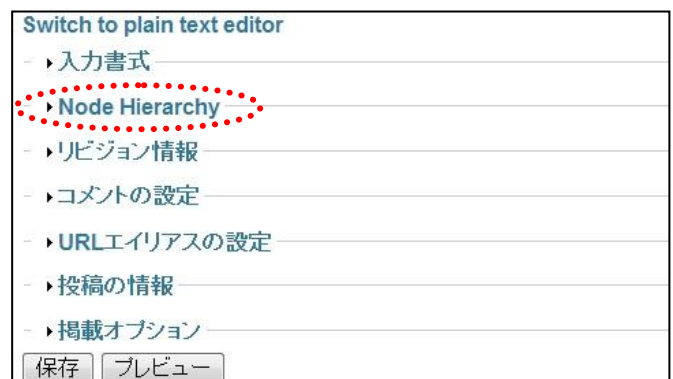 Switch to plain text editor
入力書式
Node Hierarchy
リビジョン情報
コメントの設定
URLエイリアスの設定
投稿の情報
掲載オプション
保存 プレビュー